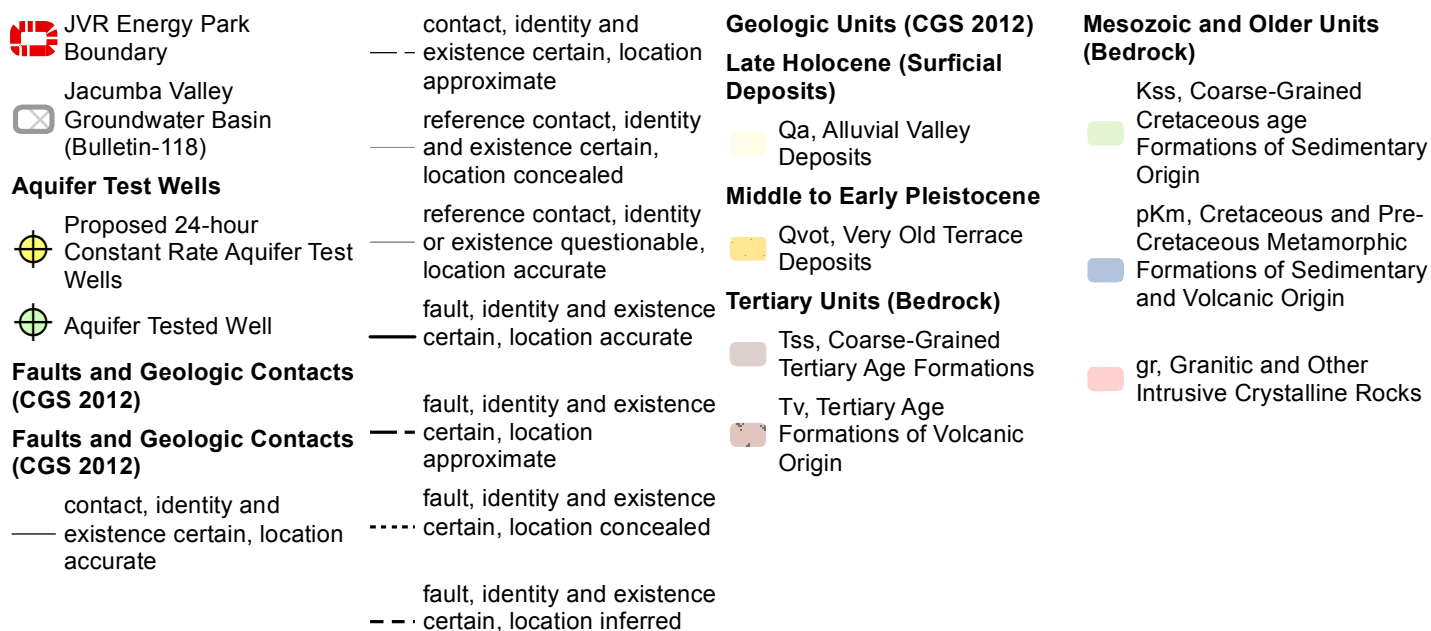 JVR Energy Park
Boundary
Jacumba Valley
Groundwater Basin
(Bulletin-118)
Aquifer Test Wells
Proposed 24-hour
Constant Rate Aquifer Test
Wells
Aquifer Tested Well
Faults and Geologic Contacts
(CGS 2012)
Faults and Geologic Contacts
(CGS 2012)
contact, identity and
existence certain, location
accurate
contact, identity and
existence certain, location
approximate
reference contact, identity
and existence certain,
location concealed
reference contact, identity
or existence questionable,
location accurate
fault, identity and existence
certain, location accurate
fault, identity and existence
certain, location
approximate
fault, identity and existence
certain, location concealed
fault, identity and existence
certain, location inferred
Geologic Units (CGS 2012)
Late Holocene (Surficial
Deposits)
Qa, Alluvial Valley
Deposits
Middle to Early Pleistocene
Qvot, Very Old Terrace
Deposits
Tertiary Units (Bedrock)
Tss, Coarse-Grained
Tertiary Age Formations
Tv, Tertiary Age
Formations of Volcanic
Origin
Mesozoic and Older Units
(Bedrock)
Kss, Coarse-Grained
Cretaceous age
Formations of Sedimentary
Origin
pKm, Cretaceous and Pre-
Cretaceous Metamorphic
Formations of Sedimentary
and Volcanic Origin
gr, Granitic and Other
Intrusive Crystalline Rocks